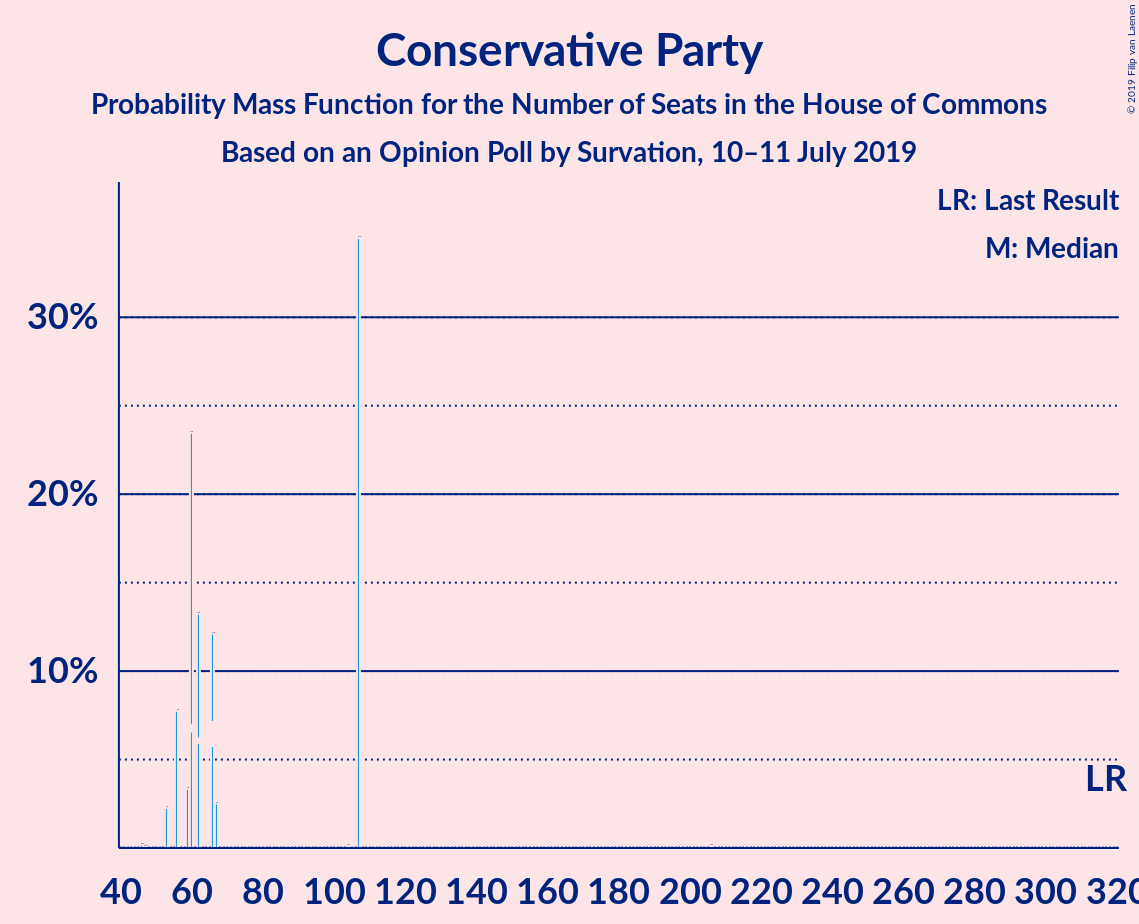 Conservative Party
Probability Mass Function for the Number of Seats in the House of Commons
Based on an Opinion Poll by Survation, 10–11 July 2019
© 2019 Filip van Laenen
LR: Last Result
M: Median
30%
20%
10%
LR
40 60 80 100 120 140 160 180 200 220 240 260 280 300 320